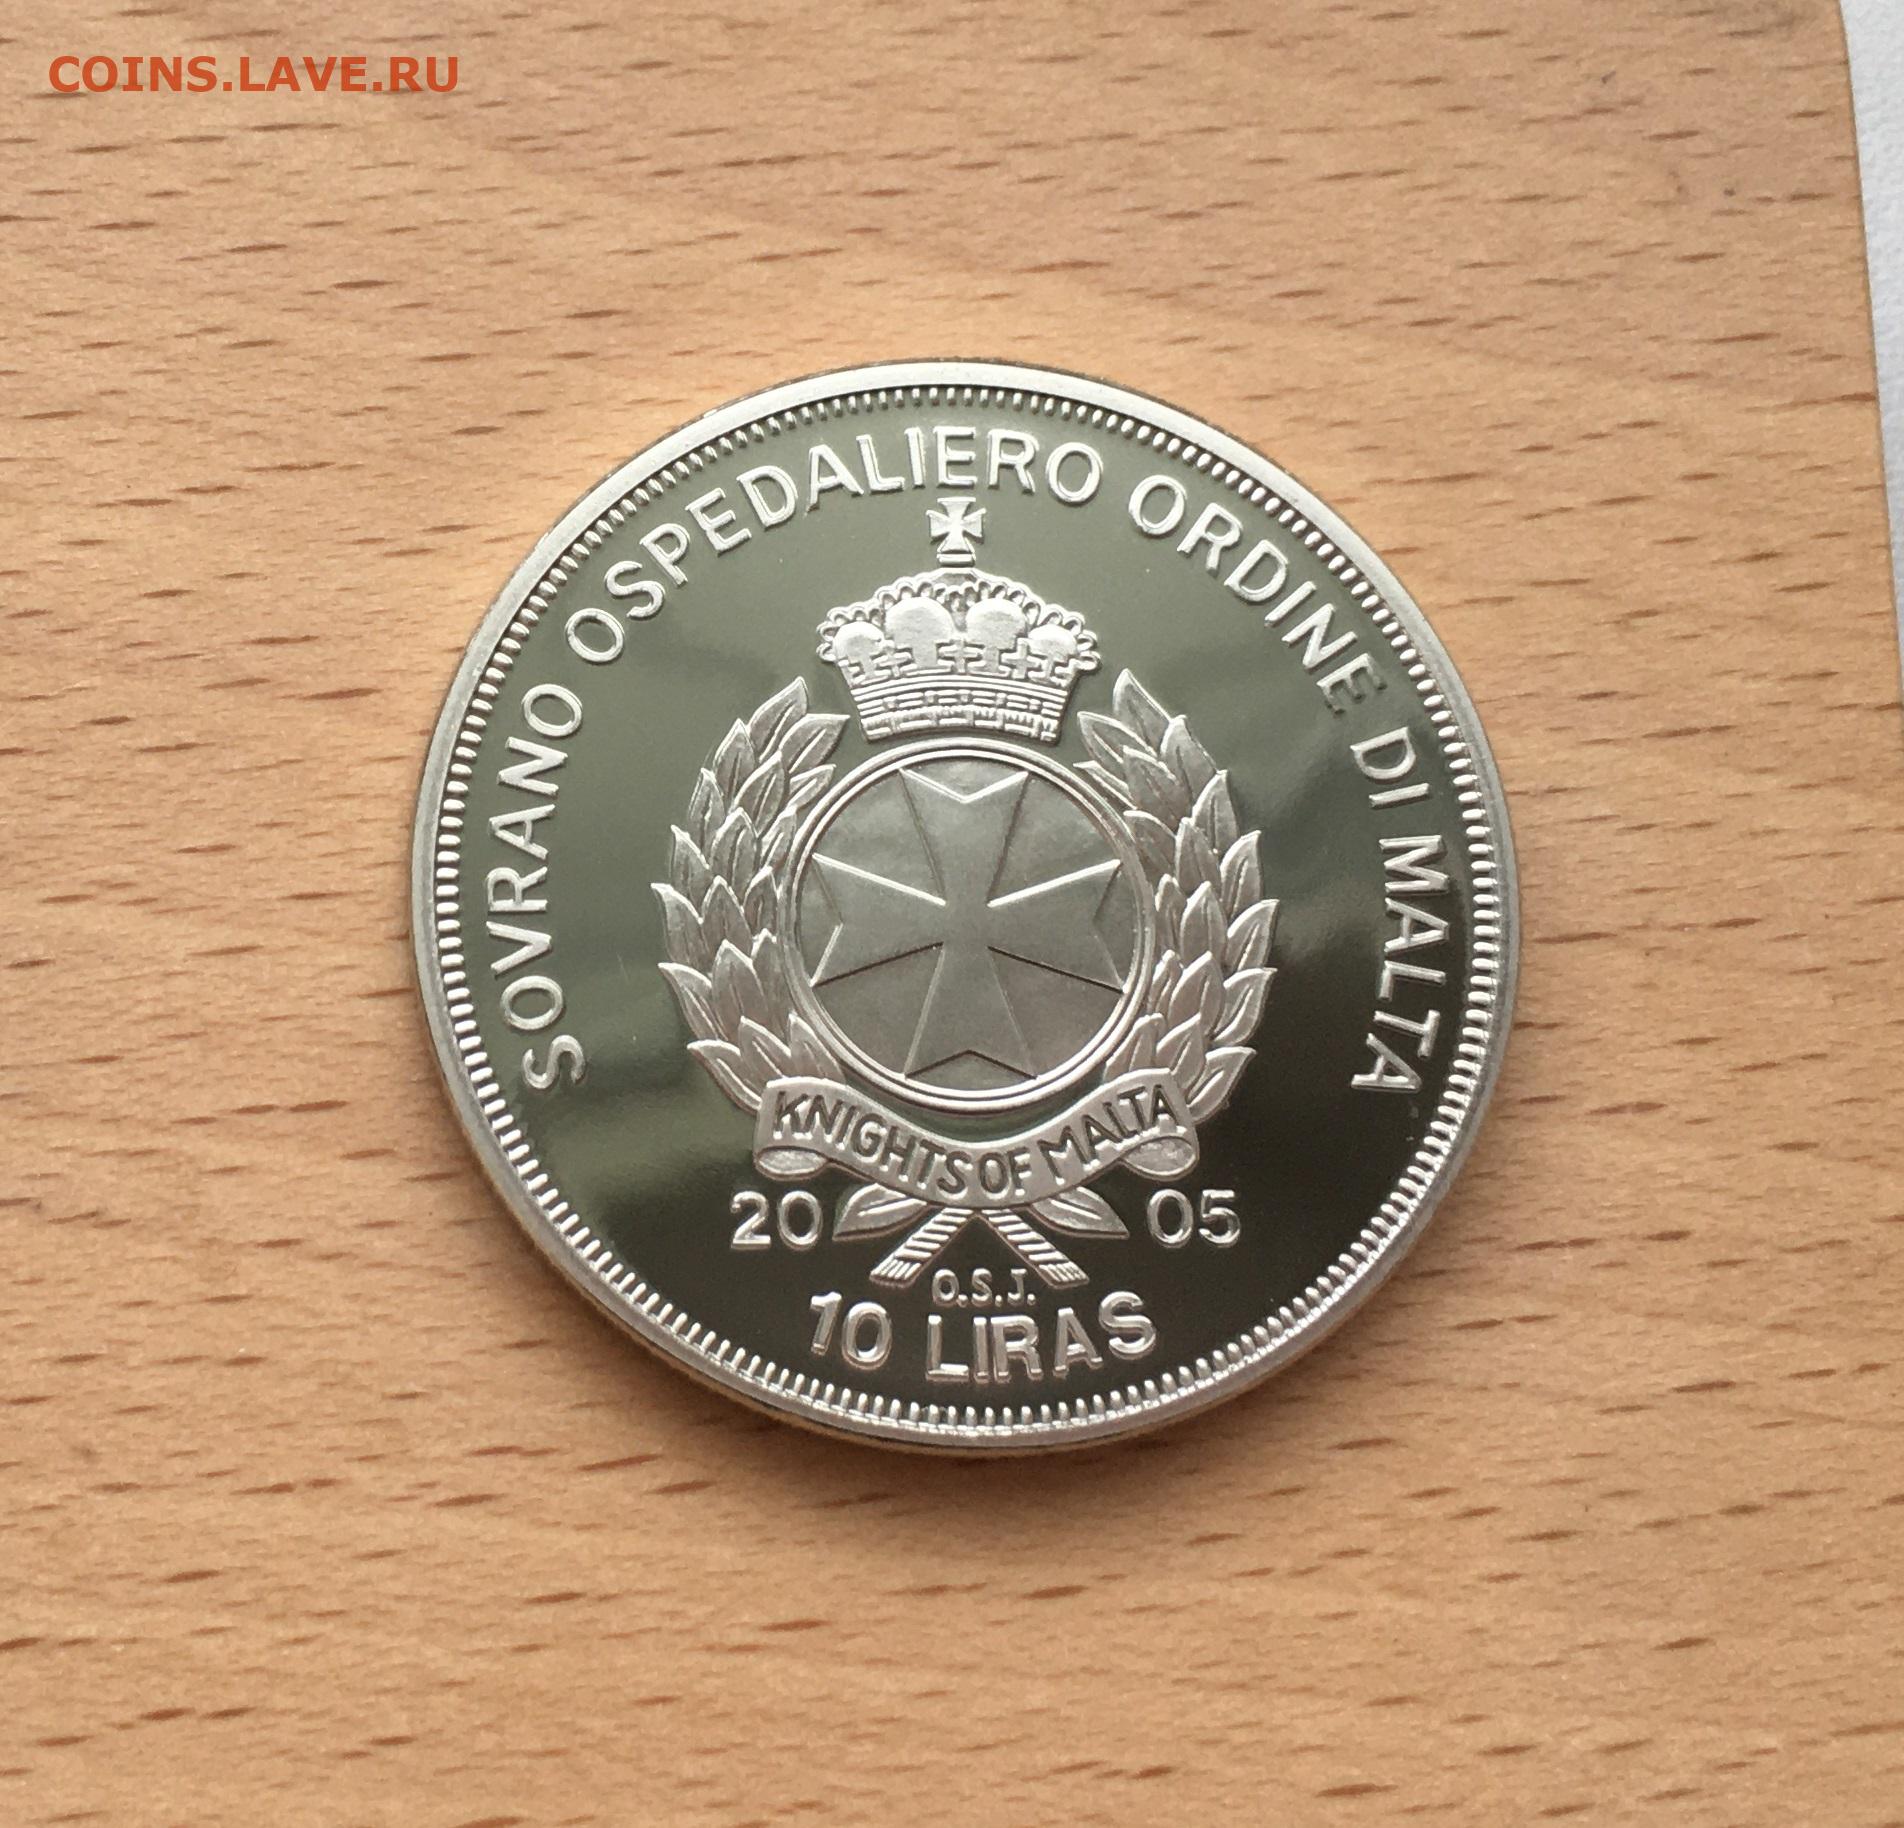 COINS.LAVE.RU
SOVRANO OSPEDALIERO ORDINE DI MALTA
KNIGHTS OF MALTA
20 05
O.S.J.
10 LIRAS